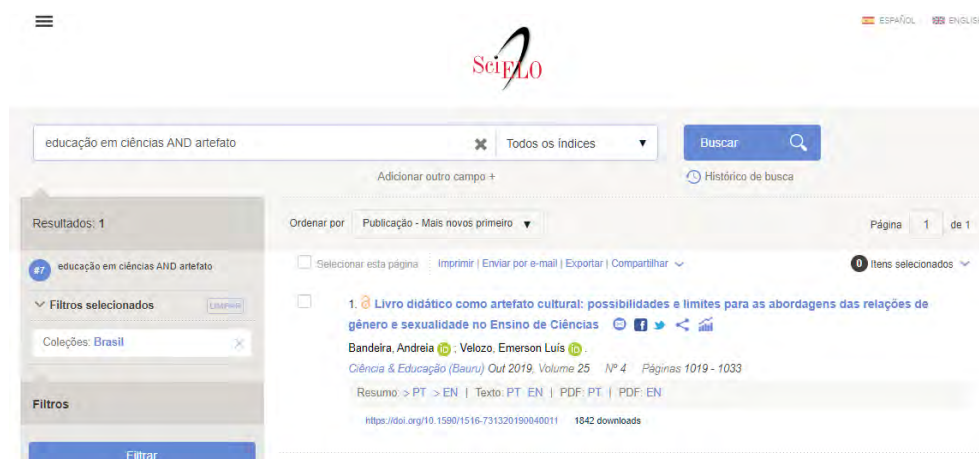 ESPAÑOL ENGLISH
SciELO
educação em ciências AND artefato Todos os índices Buscar
Adicionar outro campo + Histórico de busca
Resultados: 1
Ordenar por Publicação - Mais novos primeiro Página 1 de 1
#7 educação em ciências AND artefato
Selecionar esta página Imprimir | Enviar por e-mail | Exportar | Compartilhar 0 Itens selecionados
Filtros selecionados LIMPAR
Coleções: Brasil
1. Livro didático como artefato cultural: possibilidades e limites para as abordagens das relações de
gênero e sexualidade no Ensino de Ciências
Bandeira, Andreia iD ; Velozo, Emerson Luís iD .
Ciência & Educação (Bauru) Out 2019, Volume 25 Nº 4 Páginas 1019 - 1033
Resumo: > PT > EN | Texto: PT EN | PDF: PT | PDF: EN
https://doi.org/10.1590/1516-731320190040011 1842 downloads
Filtros
Filtrar